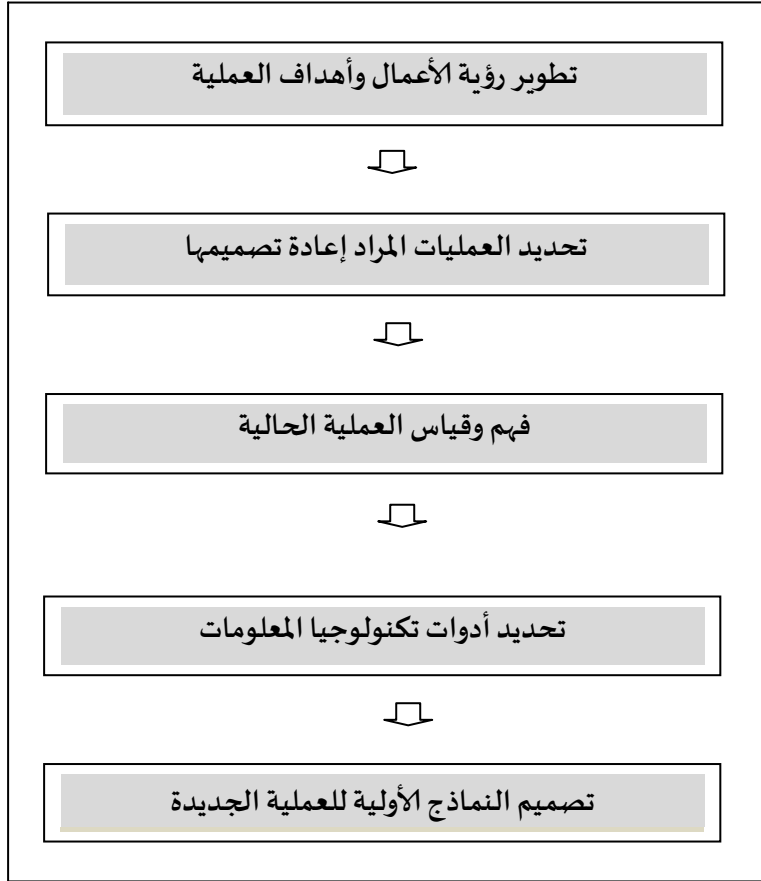 تطوير رؤية الأعمال وأهداف العملية
تحديد العمليات المراد إعادة تصميمها
فهم وقياس العملية الحالية
تحديد أدوات تكنولوجيا المعلومات
تصميم النماذج الأولية للعملية الجديدة